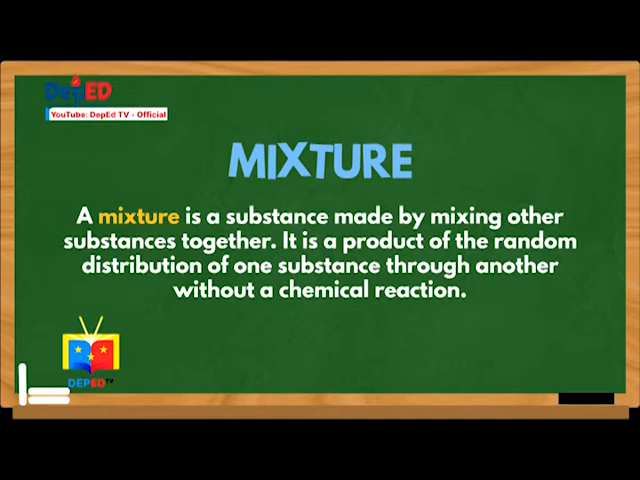 DepED
YouTube: DepEd TV - Official
MIXTURE
A mixture is a substance made by mixing other
substances together. It is a product of the random
distribution of one substance through another
without a chemical reaction.
DEPED TV